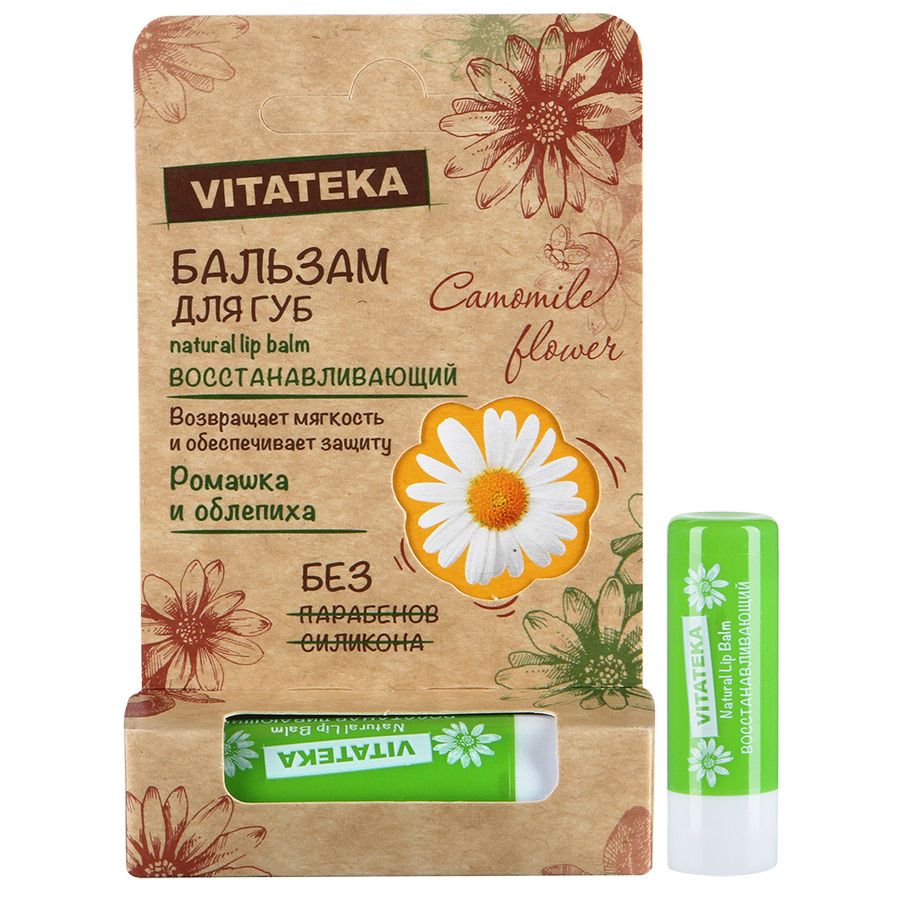 VITATEKA
БАЛЬЗАМ
ДЛЯ ГУБ
natural lip balm
ВОССТАНАВЛИВАЮЩИЙ
Возвращает мягкость
и обеспечивает защиту
Ромашка
и облепиха
Camomile
flower
БЕЗ
ПАРАБЕНОВ
СИЛИКОНА
VITATEKA
Natural Lip Balm
VITATEKA
Natural Lip Balm
ВОССТАНАВЛИВАЮЩИЙ